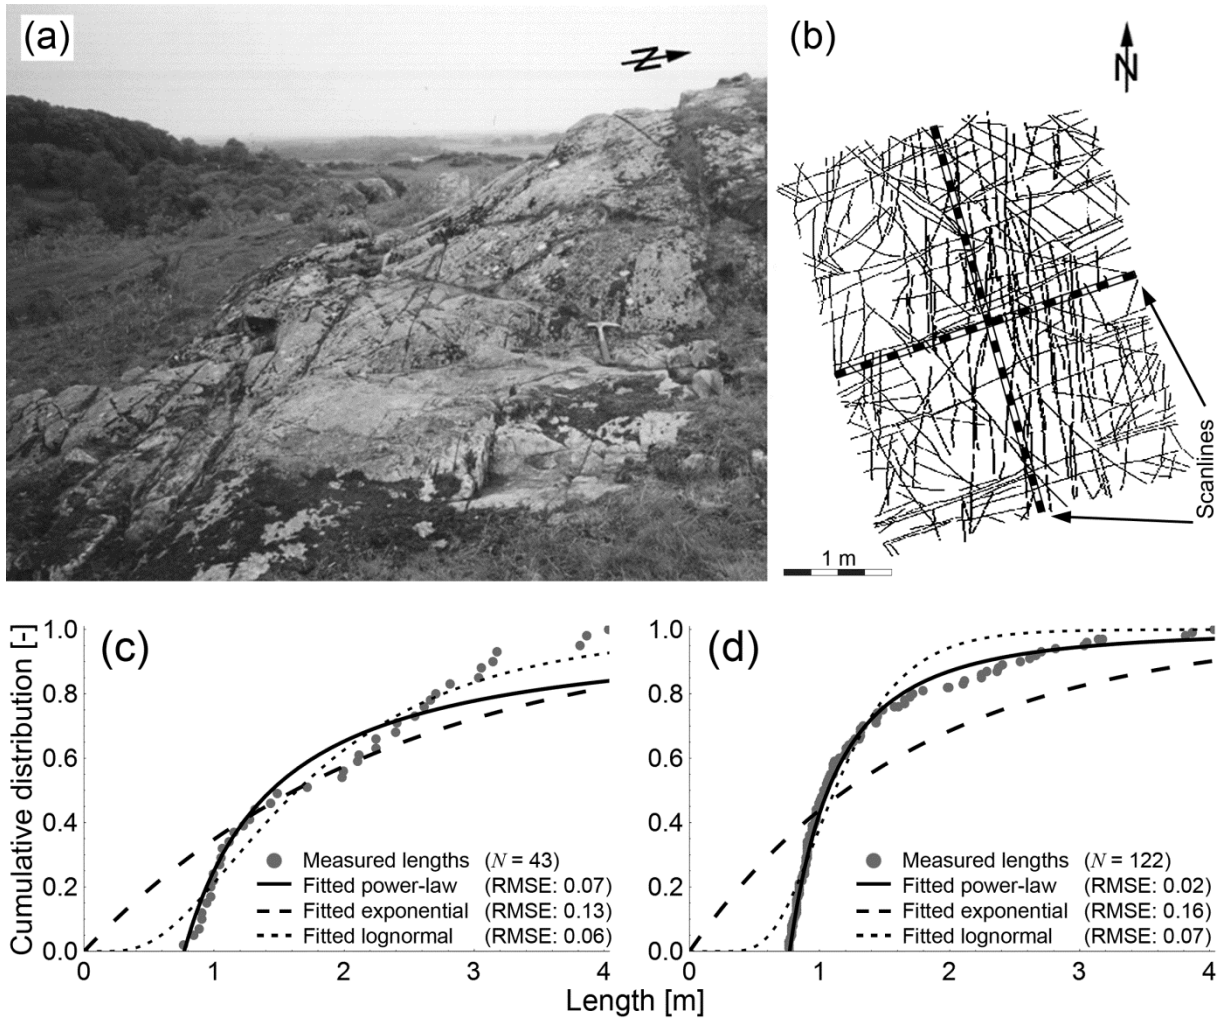 (a)
N
(b)
N
Scanlines
1 m
(c)
Cumulative distribution [-]
1.0
0.8
0.6
0.4
0.2
0.0
Measured lengths (N = 43)
Fitted power-law (RMSE: 0.07)
Fitted exponential (RMSE: 0.13)
Fitted lognormal (RMSE: 0.06)
0 1 2 3 4
(d)
1.0
0.8
0.6
0.4
0.2
0.0
Measured lengths (N = 122)
Fitted power-law (RMSE: 0.02)
Fitted exponential (RMSE: 0.16)
Fitted lognormal (RMSE: 0.07)
0 1 2 3 4
Length [m]